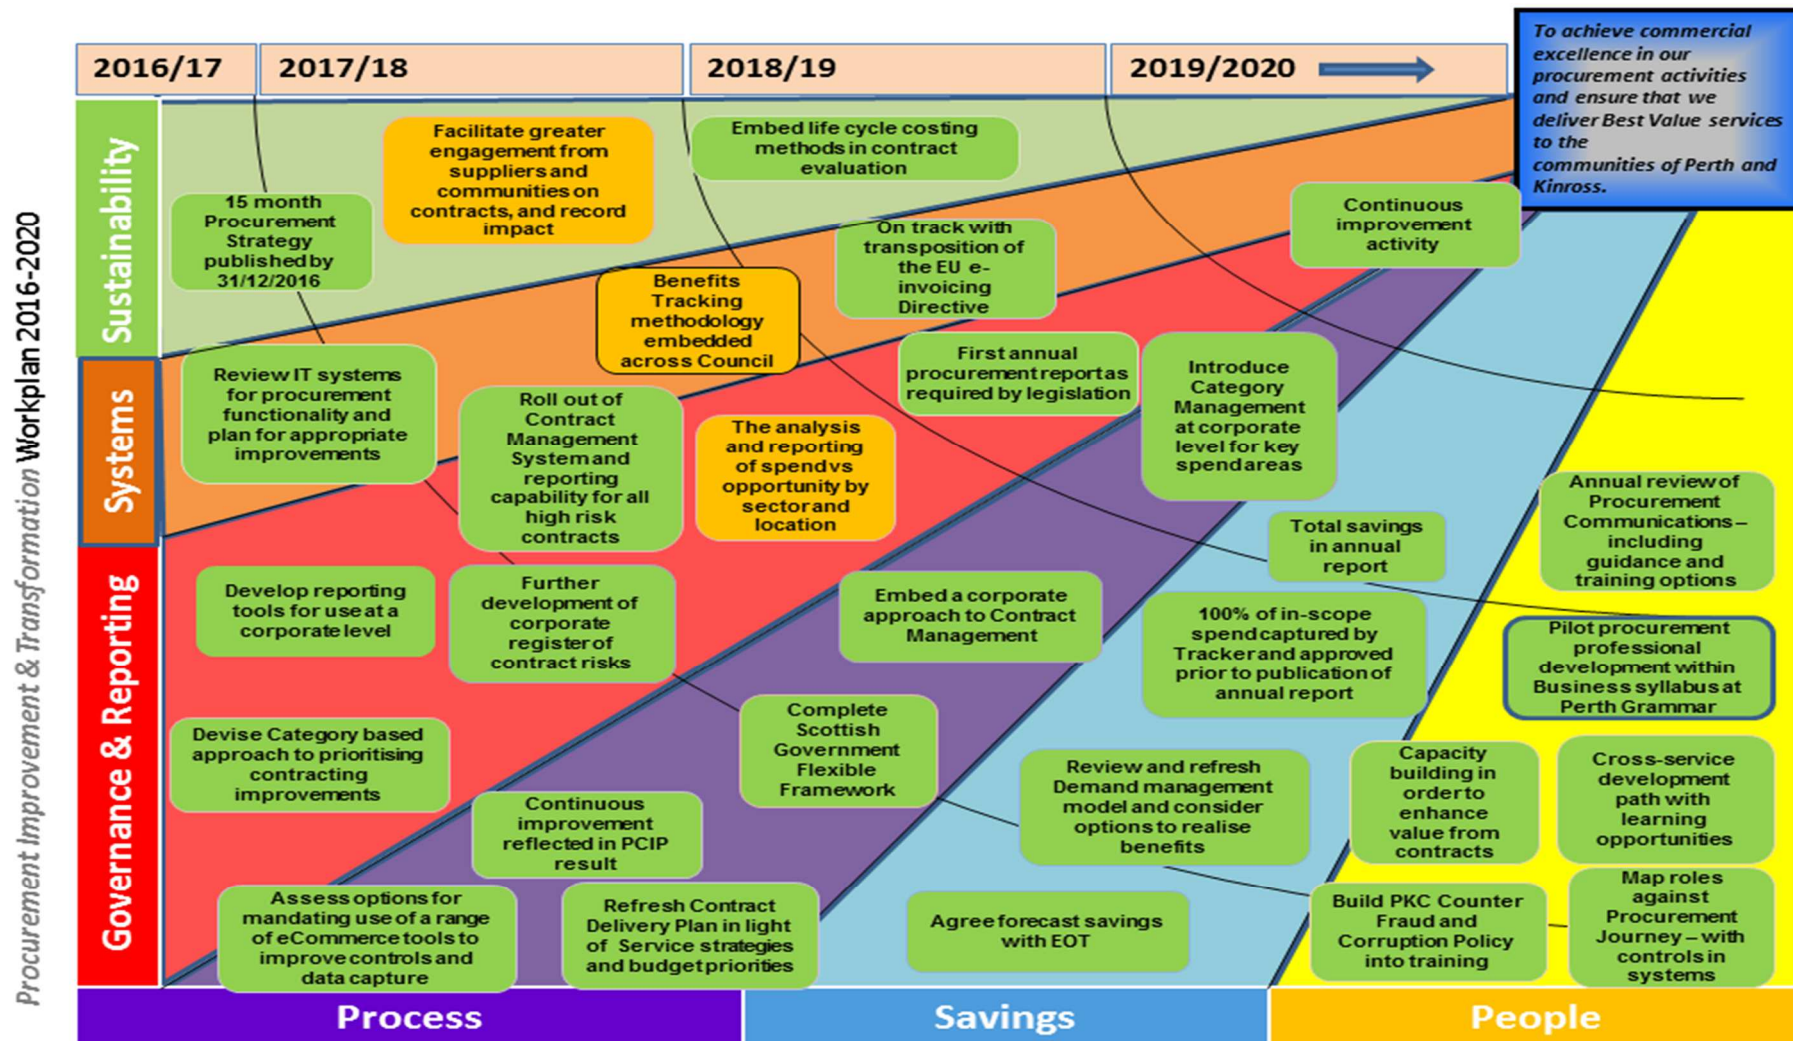 2016/17
2017/18
2018/19
2019/2020
To achieve commercial
excellence in our
procurement activities
and ensure that we
deliver Best Value services
to the
communities of Perth and
Kinross.
Procurement Improvement & Transformation Workplan 2016-2020
Sustainability
Systems
Governance & Reporting
15 month
Procurement
Strategy
published by
31/12/2016
Facilitate greater
engagement from
suppliers and
communities on
contracts, and record
impact
Embed life cycle costing
methods in contract
evaluation
On track with
transposition of
the EU e-
invoicing
Directive
Continuous
improvement
activity
Benefits
Tracking
methodology
embedded
across Council
Review IT systems
for procurement
functionality and
plan for appropriate
improvements
Roll out of
Contract
Management
System and
reporting
capability for all
high risk
contracts
The analysis
and reporting
of spend vs
opportunity by
sector and
location
First annual
procurement report as
required by legislation
Introduce
Category
Management
at corporate
level for key
spend areas
Total savings
in annual
report
Annual review of
Procurement
Communications –
including
guidance and
training options
Develop reporting
tools for use at a
corporate level
Further
development of
corporate
register of
contract risks
Embed a corporate
approach to Contract
Management
100% of in-scope
spend captured by
Tracker and approved
prior to publication of
annual report
Pilot procurement
professional
development within
Business syllabus at
Perth Grammar
Devise Category based
approach to prioritising
contracting
improvements
Complete
Scottish
Government
Flexible
Framework
Review and refresh
Demand management
model and consider
options to realise
benefits
Capacity
building in
order to
enhance
value from
contracts
Cross-service
development
path with
learning
opportunities
Continuous
improvement
reflected in PCIP
result
Assess options for
mandating use of a range
of eCommerce tools to
improve controls and
data capture
Refresh Contract
Delivery Plan in light
of Service strategies
and budget priorities
Agree forecast savings
with EOT
Build PKC Counter
Fraud and
Corruption Policy
into training
Map roles
against
Procurement
Journey – with
controls in
systems
Process
Savings
People